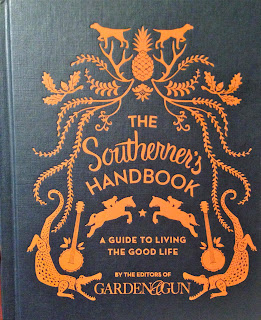 THE
Southerner's
HANDBOOK
A GUIDE TO LIVING
THE GOOD LIFE
BY THE EDITORS OF
GARDEN&GUN